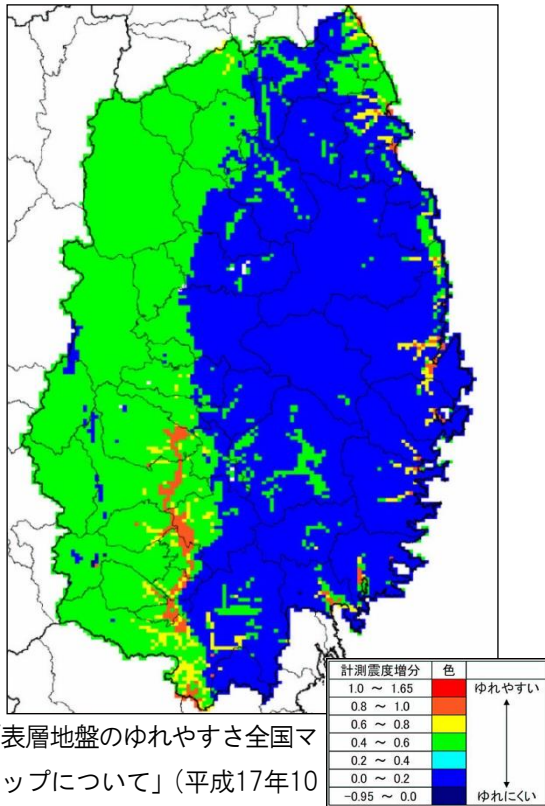 計測震度増分 色
1.0 ～ 1.65 ゆれやすい
0.8 ～ 1.0
0.6 ～ 0.8
0.4 ～ 0.6
0.2 ～ 0.4
0.0 ～ 0.2
-0.95 ～ 0.0 ゆれにくい
表層地盤のゆれやすさ全国マ
ップについて」（平成17年10